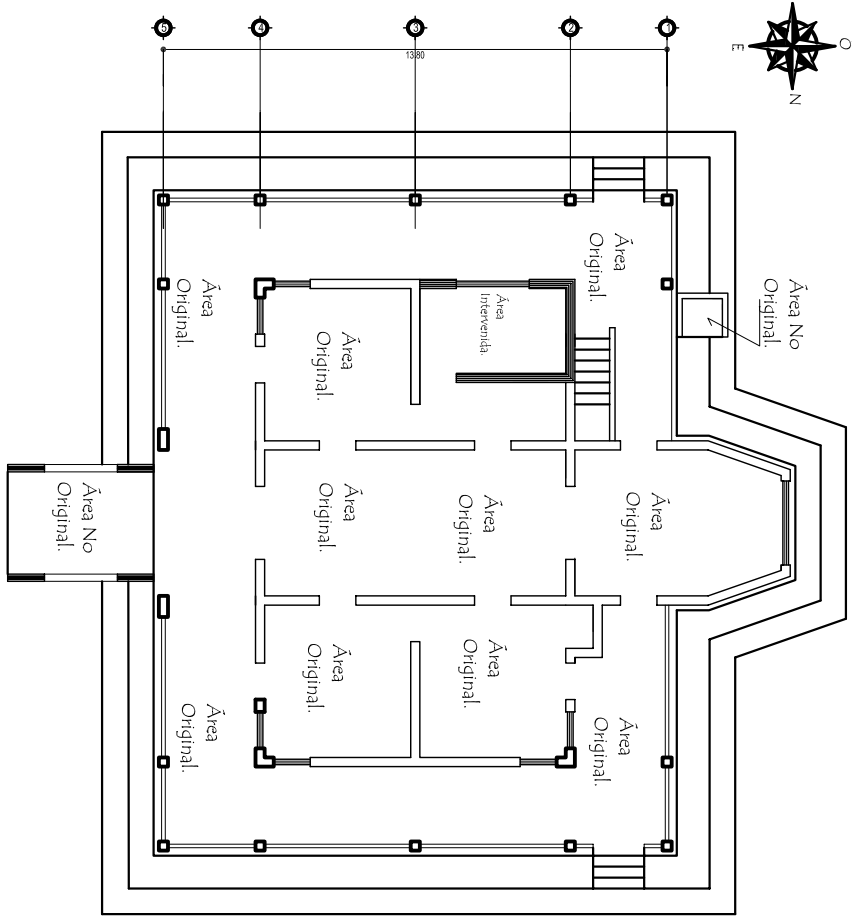 5
4
3
2
1
13.80
O
E
N
Área
Original.
Área No
Original.
Área
Original.
Área
Intervenida.
Área
Original.
Área No
Original.
Área
Original.
Área
Original.
Área
Original.
Área
Original.
Área
Original.
Área
Original.
Área
Original.